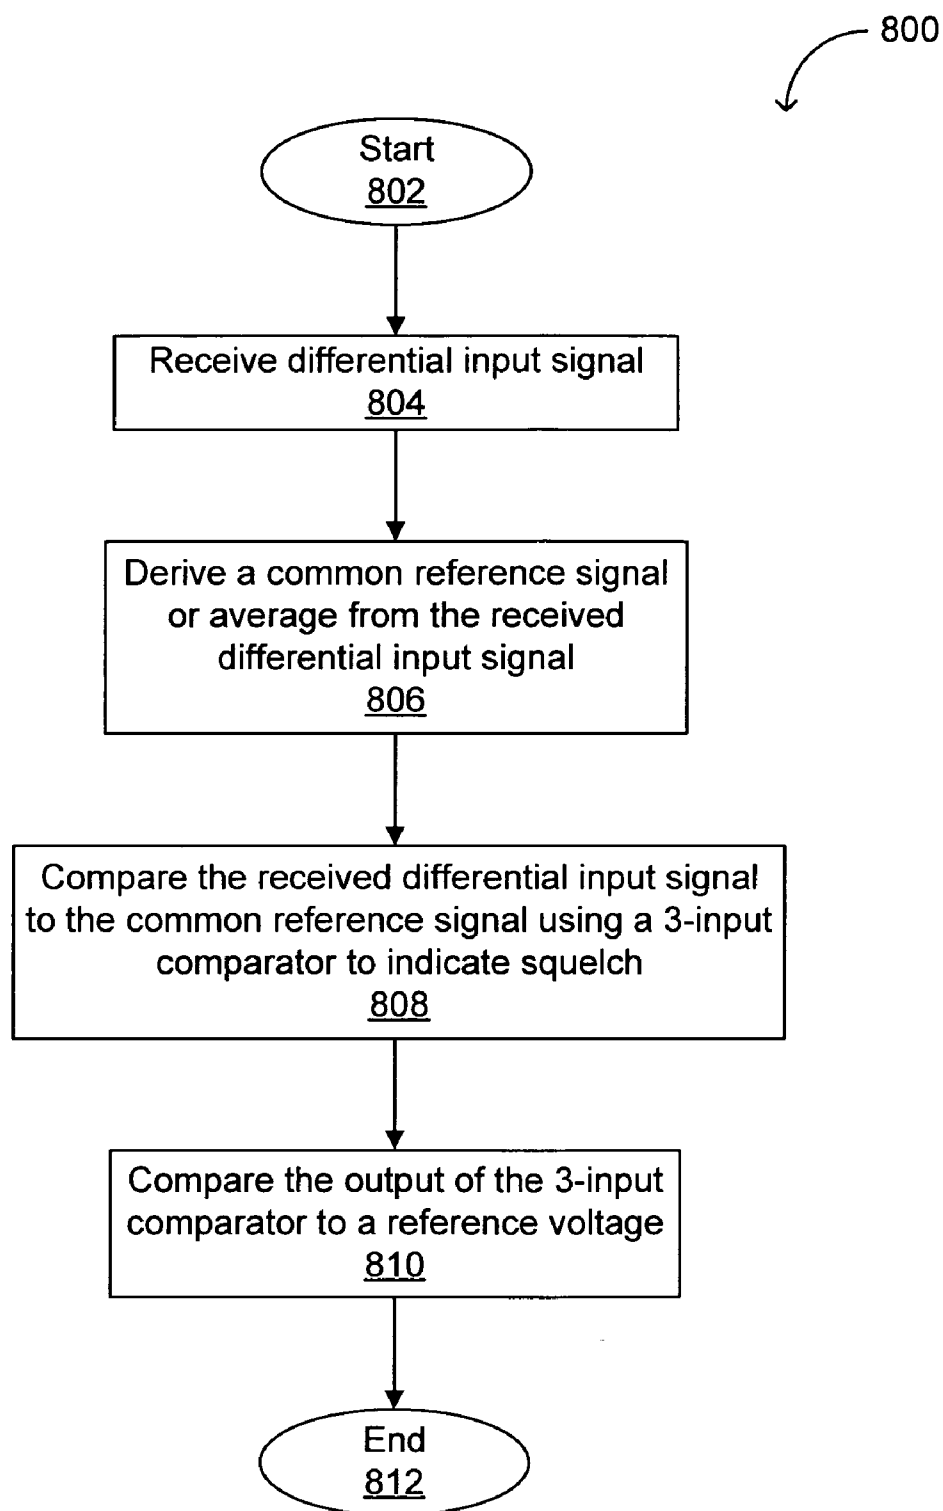 800
Start
802
Receive differential input signal
804
Derive a common reference signal
or average from the received
differential input signal
806
Compare the received differential input signal
to the common reference signal using a 3-input
comparator to indicate squelch
808
Compare the output of the 3-input
comparator to a reference voltage
810
End
812